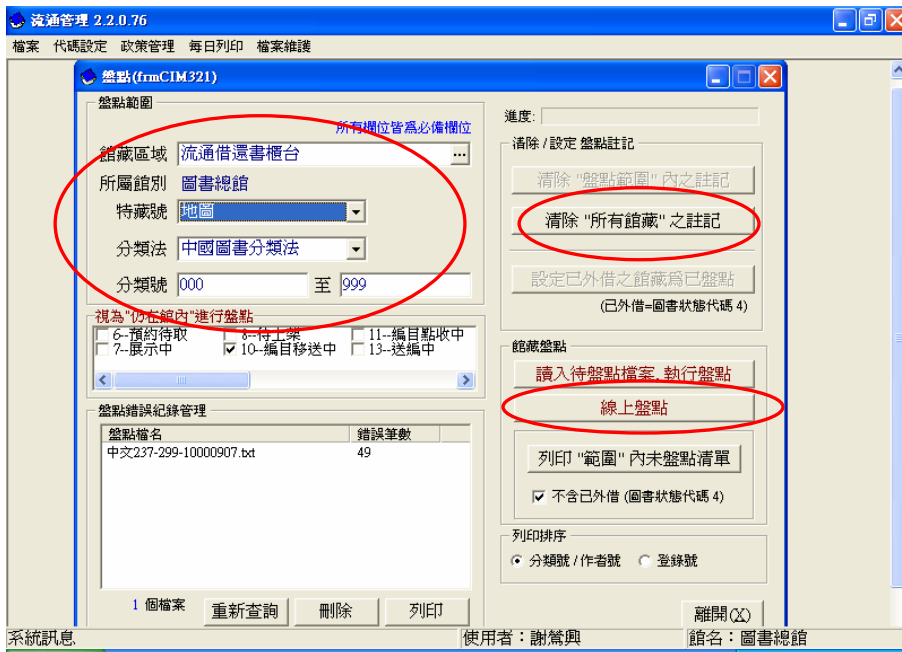 流通管理 2.2.0.76
檔案 代碼設定 政策管理 每日列印 檔案維護
盤點(frmCIM321)
盤點範圍
所有欄位皆為必備欄位
館藏區域 流通借還書櫃台 ...
所屬館別 圖書總館
特藏號 地圖
分類法 中國圖書分類法
分類號 000 至 999
視為"仍在館內"進行盤點
6--預約待取 8--待上架 11--編目點收中
7--展示中 10--編目移送中 13--送編中
盤點錯誤紀錄管理
盤點檔名 錯誤筆數
中文237-299-10000907.txt 49
1 個檔案 重新查詢 刪除 列印
進度:
清除 / 設定 盤點註記
清除 "盤點範圍" 內之註記
清除 "所有館藏" 之註記
設定已外借之館藏為已盤點
(已外借=圖書狀態代碼 4)
館藏盤點
讀入待盤點檔案, 執行盤點
線上盤點
列印 "範圍" 內未盤點清單
不含已外借 (圖書狀態代碼 4)
列印排序
分類號 / 作者號 登錄號
離開(X)
系統訊息 使用者：謝鶯興 館名：圖書總館